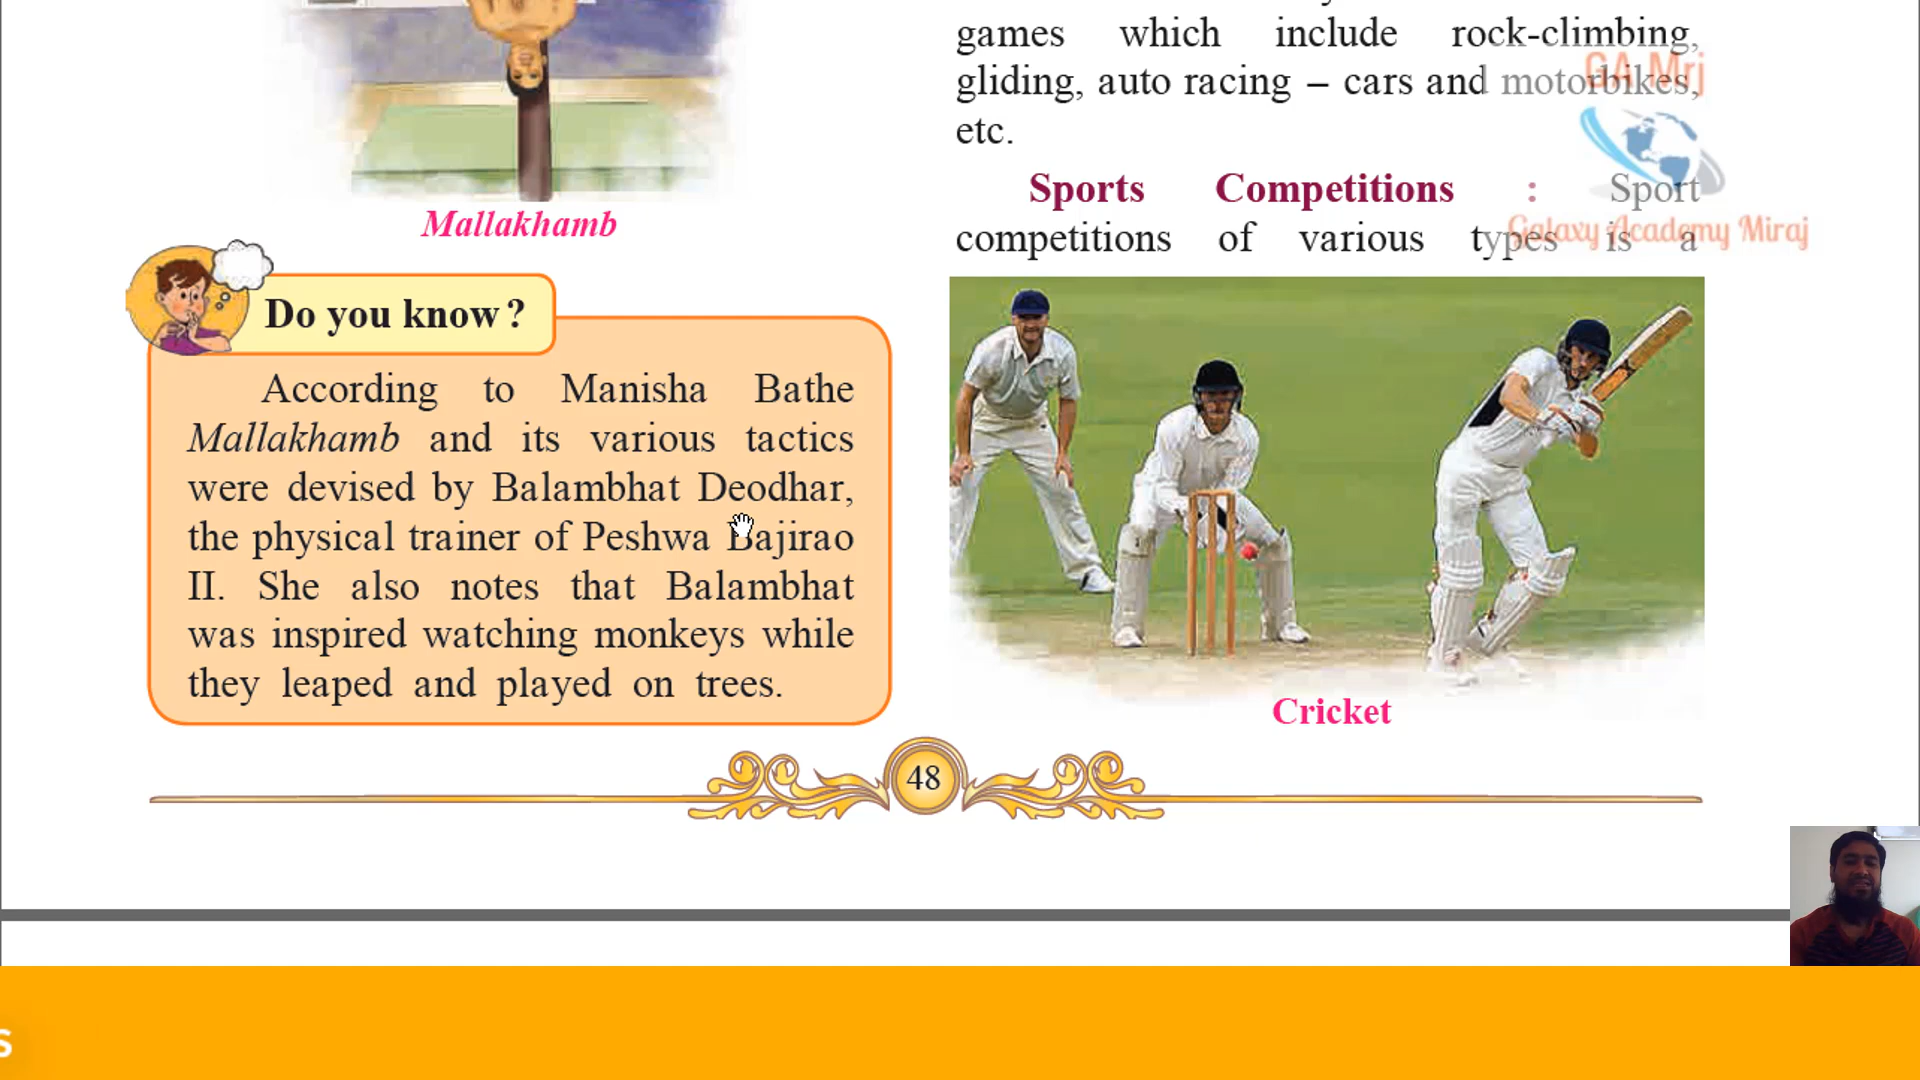 Mallakhamb
Do you know ?
According to Manisha Bathe
Mallakhamb and its various tactics
were devised by Balambhat Deodhar,
the physical trainer of Peshwa Bajirao
II. She also notes that Balambhat
was inspired watching monkeys while
they leaped and played on trees.
games which include rock-climbing,
gliding, auto racing – cars and motorbikes,
etc.
Sports Competitions : Sport
competitions of various types is a
Cricket
48
GA Mrj
Galaxy Academy Miraj
s